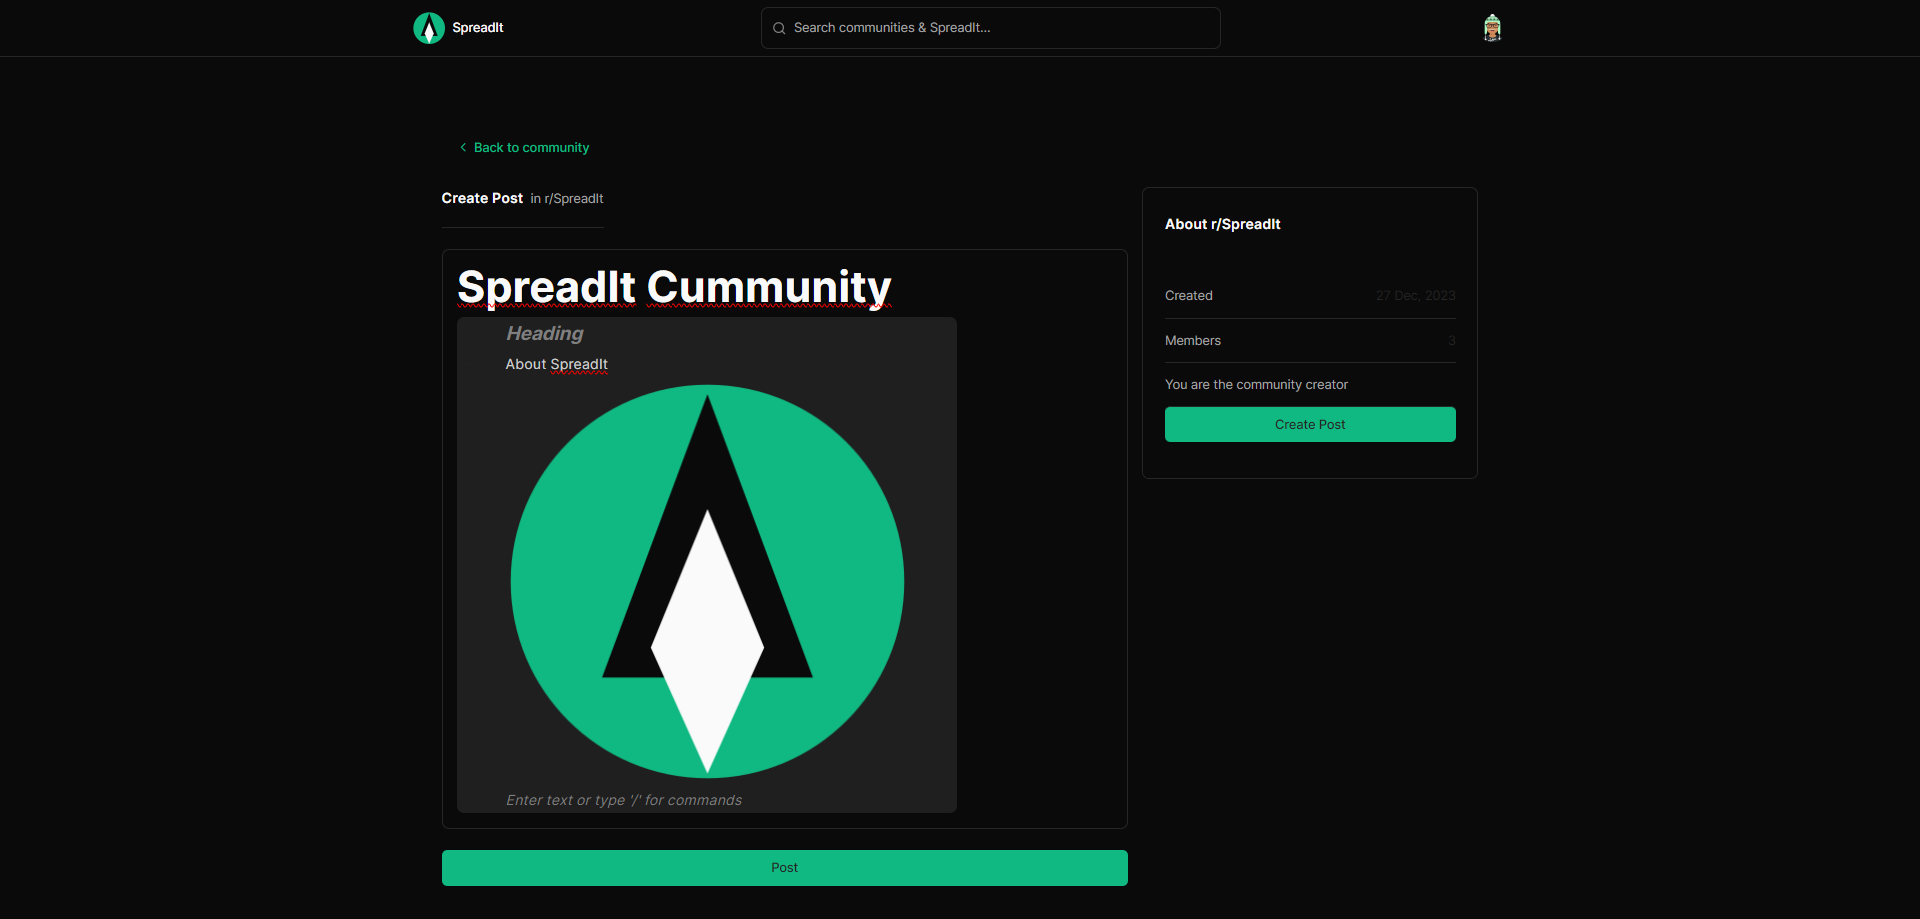 SpreadIt
Search communities & SpreadIt...
Back to community
Create Post in r/SpreadIt
SpreadIt Cummunity
Heading
About SpreadIt
Enter text or type '/' for commands
Post
About r/SpreadIt
Created 27 Dec, 2023
Members 3
You are the community creator
Create Post